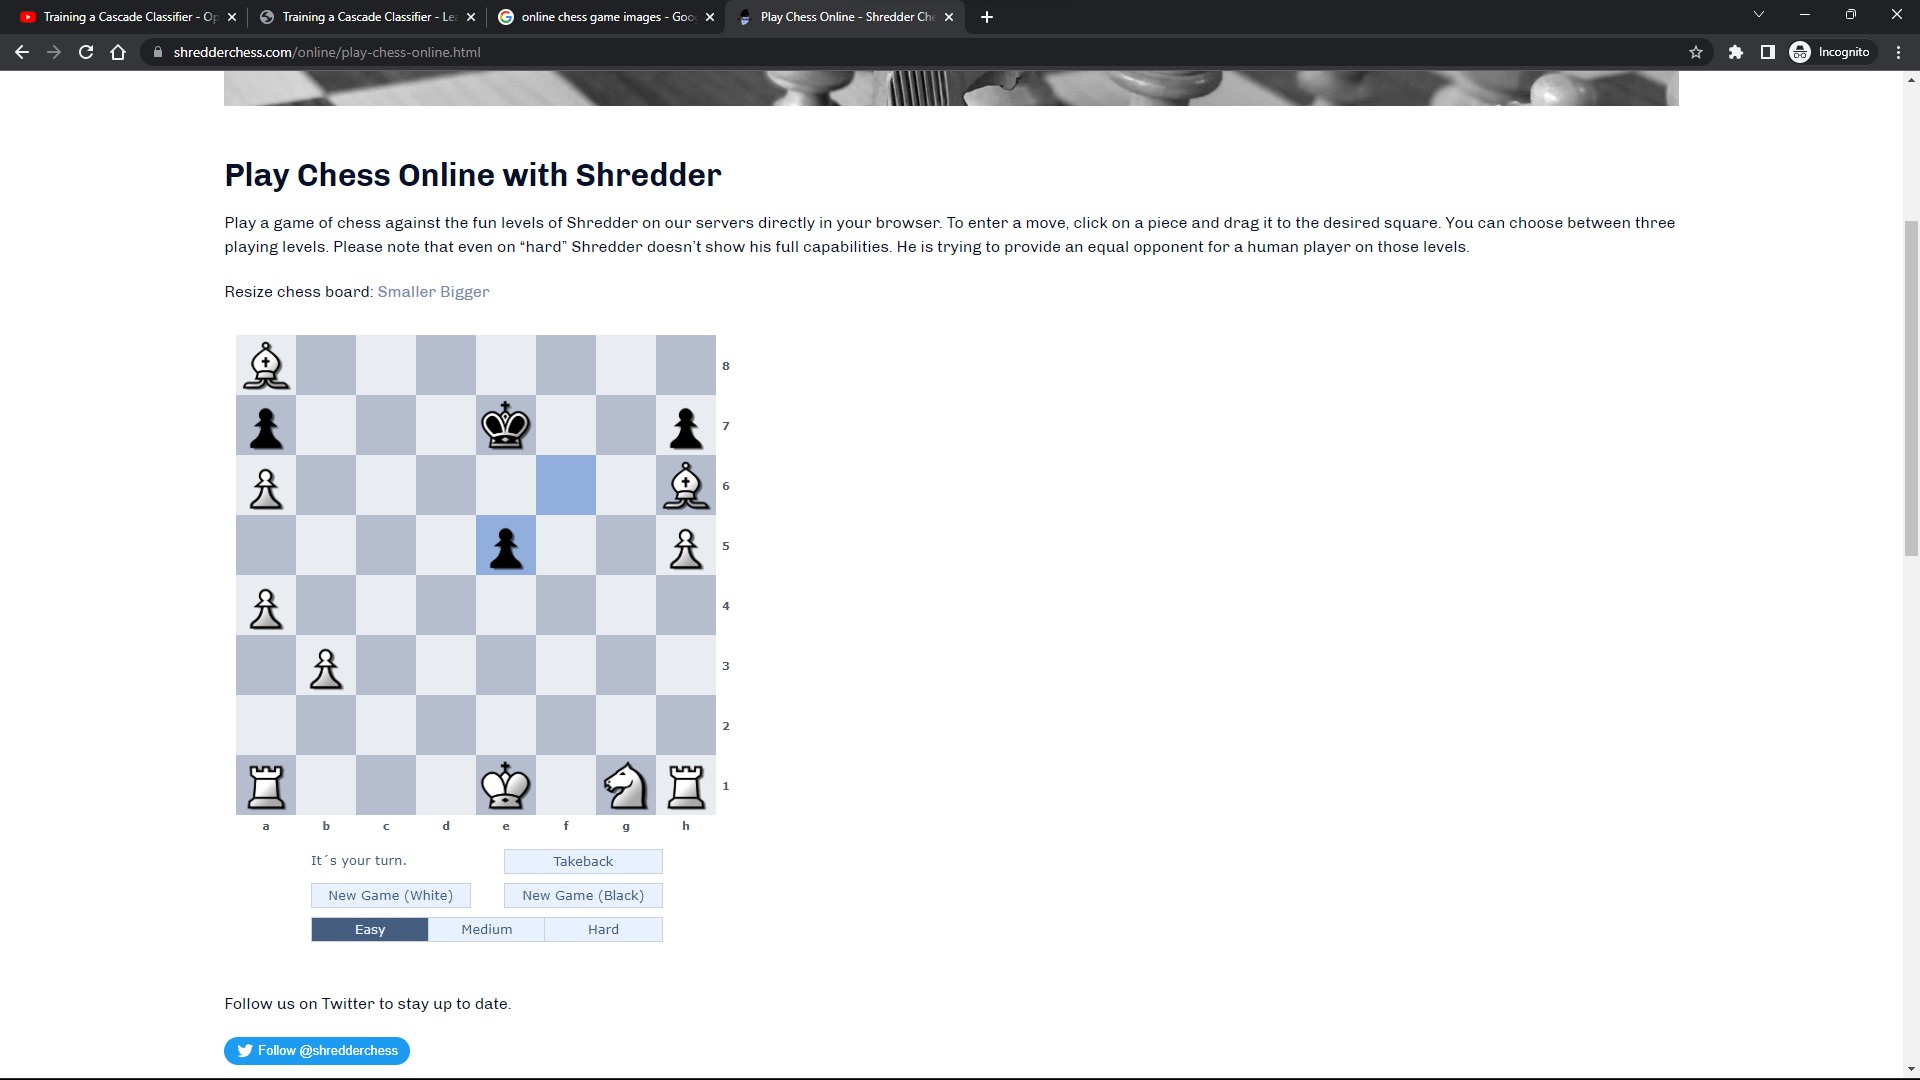 Training a Cascade Classifier - Op
Training a Cascade Classifier - Le
online chess game images - Goo
Play Chess Online - Shredder Che
shredderchess.com/online/play-chess-online.html
Incognito
Play Chess Online with Shredder
Play a game of chess against the fun levels of Shredder on our servers directly in your browser. To enter a move, click on a piece and drag it to the desired square. You can choose between three
playing levels. Please note that even on “hard” Shredder doesn’t show his full capabilities. He is trying to provide an equal opponent for a human player on those levels.
Resize chess board: Smaller Bigger
8
7
6
5
4
3
2
1
a b c d e f g h
It´s your turn.
Takeback
New Game (White)
New Game (Black)
Easy
Medium
Hard
Follow us on Twitter to stay up to date.
Follow @shredderchess